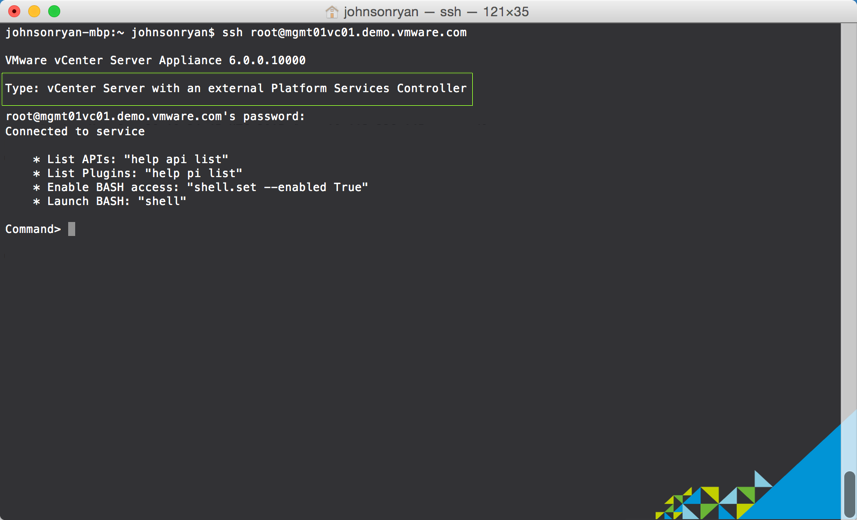 johnsonryan — ssh — 121×35
johnsonryan-mbp:~ johnsonryan$ ssh root@mgmt01vc01.demo.vmware.com
VMware vCenter Server Appliance 6.0.0.10000
Type: vCenter Server with an external Platform Services Controller
root@mgmt01vc01.demo.vmware.com's password:
Connected to service
* List APIs: "help api list"
* List Plugins: "help pi list"
* Enable BASH access: "shell.set --enabled True"
* Launch BASH: "shell"
Command>